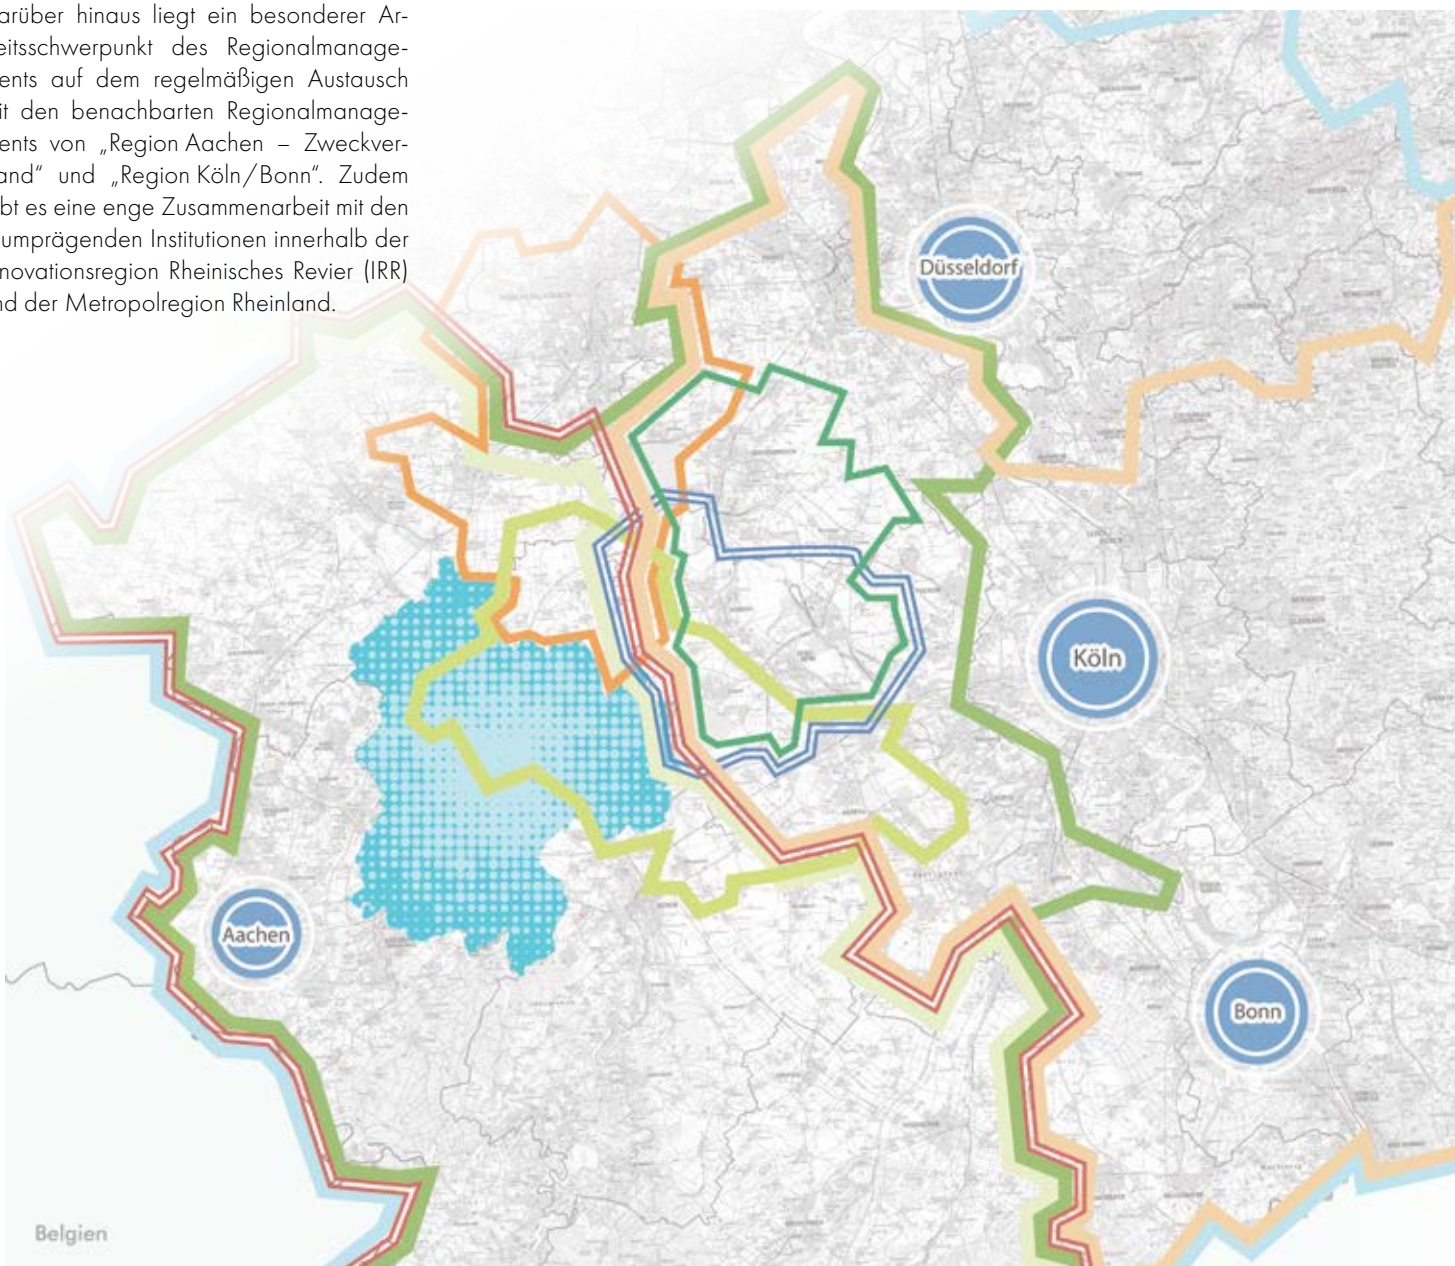 arüber hinaus liegt ein besonderer Ar-
eitsschwerpunkt des Regionalmanage-
ents auf dem regelmäßigen Austausch
it den benachbarten Regionalmanage-
ents von „Region Aachen – Zweckver-
and“ und „Region Köln/Bonn“. Zudem
bt es eine enge Zusammenarbeit mit den
umprägenden Institutionen innerhalb der
novationsregion Rheinisches Revier (IRR)
nd der Metropolregion Rheinland.
Düsseldorf
Köln
Aachen
Bonn
Belgien